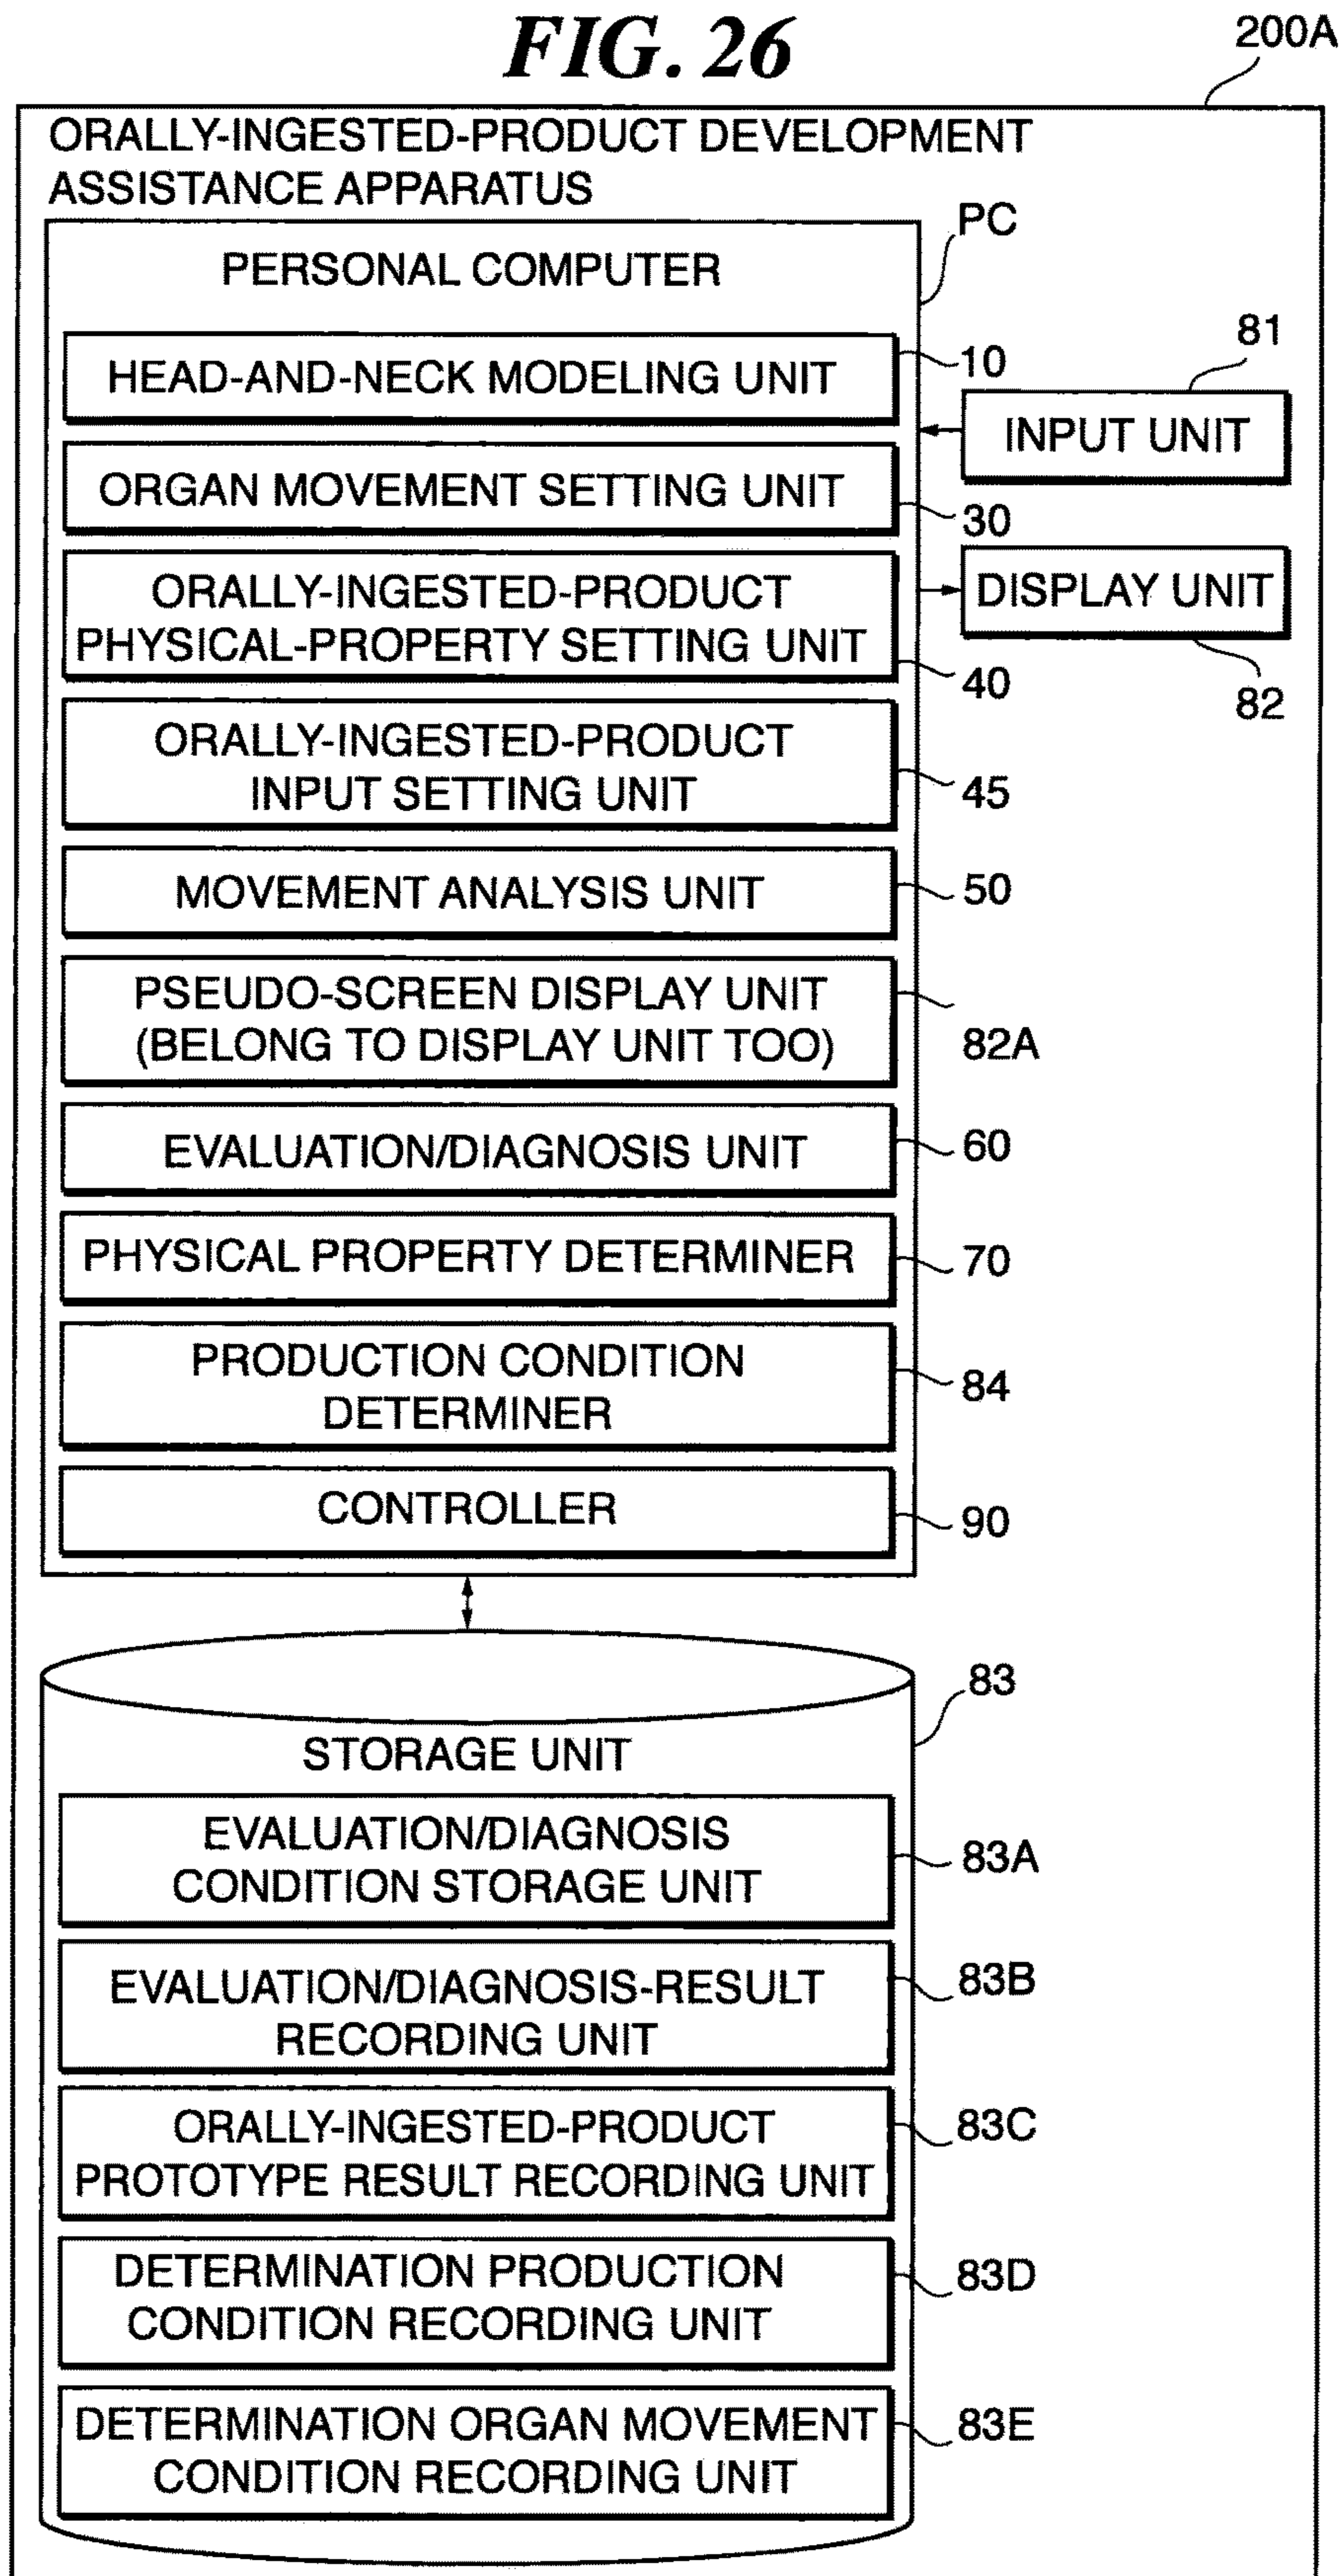 FIG. 26
200A
ORALLY-INGESTED-PRODUCT DEVELOPMENT
ASSISTANCE APPARATUS
PC
PERSONAL COMPUTER
HEAD-AND-NECK MODELING UNIT
10
81
INPUT UNIT
ORGAN MOVEMENT SETTING UNIT
30
DISPLAY UNIT
82
ORALLY-INGESTED-PRODUCT
PHYSICAL-PROPERTY SETTING UNIT
40
ORALLY-INGESTED-PRODUCT
INPUT SETTING UNIT
45
MOVEMENT ANALYSIS UNIT
50
PSEUDO-SCREEN DISPLAY UNIT
(BELONG TO DISPLAY UNIT TOO)
82A
EVALUATION/DIAGNOSIS UNIT
60
PHYSICAL PROPERTY DETERMINER
70
PRODUCTION CONDITION
DETERMINER
84
CONTROLLER
90
83
STORAGE UNIT
EVALUATION/DIAGNOSIS
CONDITION STORAGE UNIT
83A
EVALUATION/DIAGNOSIS-RESULT
RECORDING UNIT
83B
ORALLY-INGESTED-PRODUCT
PROTOTYPE RESULT RECORDING UNIT
83C
DETERMINATION PRODUCTION
CONDITION RECORDING UNIT
83D
DETERMINATION ORGAN MOVEMENT
CONDITION RECORDING UNIT
83E